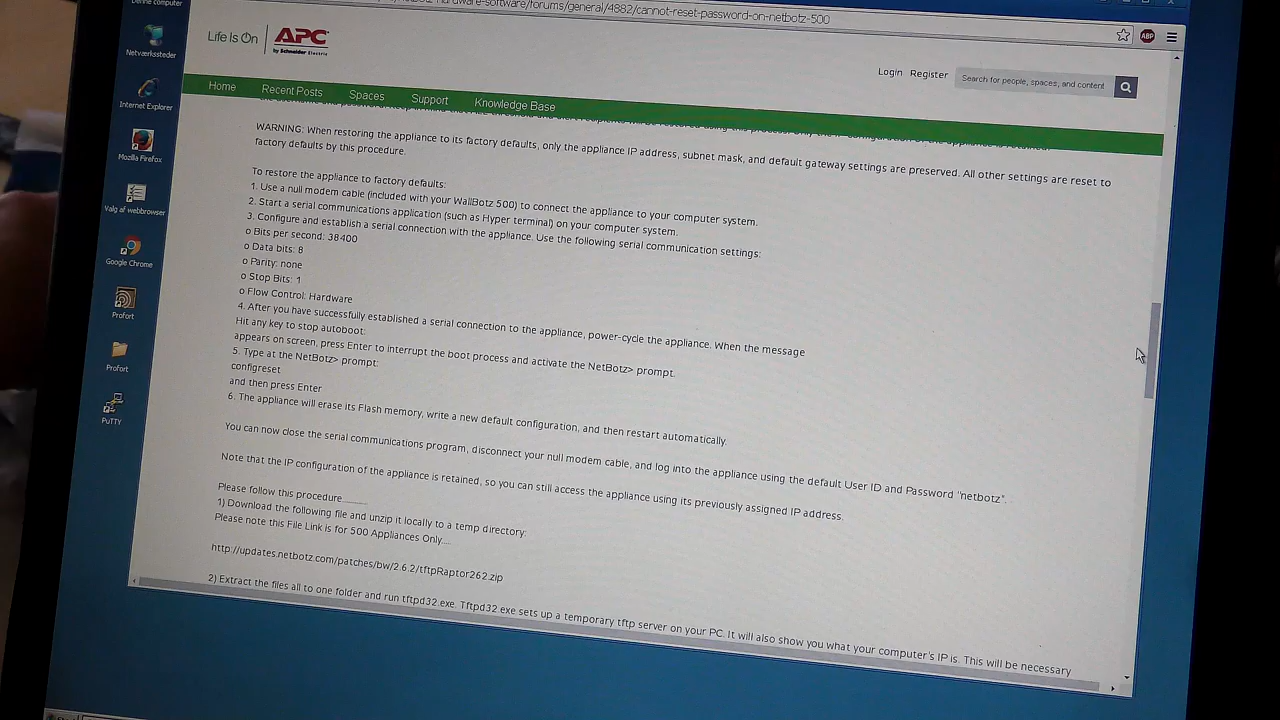 Denne computer
hardware-software/forums/general/4882/cannot-reset-password-on-netbotz-500
Life Is On
APC
by Schneider Electric
ABP
Login Register Search for people, spaces, and content
Home Recent Posts Spaces Support Knowledge Base
WARNING: When restoring the appliance to its factory defaults, only the appliance IP address, subnet mask, and default gateway settings are preserved. All other settings are reset to
factory defaults by this procedure.
To restore the appliance to factory defaults:
1. Use a null modem cable (included with your WallBotz 500) to connect the appliance to your computer system.
2. Start a serial communications application (such as Hyper terminal) on your computer system.
3. Configure and establish a serial connection with the appliance. Use the following serial communication settings:
o Bits per second: 38400
o Data bits: 8
o Parity: none
o Stop Bits: 1
o Flow Control: Hardware
4. After you have successfully established a serial connection to the appliance, power-cycle the appliance. When the message
Hit any key to stop autoboot:
appears on screen, press Enter to interrupt the boot process and activate the NetBotz> prompt.
5. Type at the NetBotz> prompt:
configreset
and then press Enter
6. The appliance will erase its Flash memory, write a new default configuration, and then restart automatically.
You can now close the serial communications program, disconnect your null modem cable, and log into the appliance using the default User ID and Password "netbotz".
Note that the IP configuration of the appliance is retained, so you can still access the appliance using its previously assigned IP address.
Please follow this procedure.......
1) Download the following file and unzip it locally to a temp directory:
Please note this File Link is for 500 Appliances Only....
http://updates.netbotz.com/patches/bw/2.6.2/tftpRaptor262.zip
2) Extract the files all to one folder and run tftpd32.exe. Tftpd32.exe sets up a temporary tftp server on your PC. It will also show you what your computer's IP is. This will be necessary
Netværkssteder
Internet Explorer
Mozilla Firefox
Valg af webbrowser
Google Chrome
Profort
Profort
PuTTY